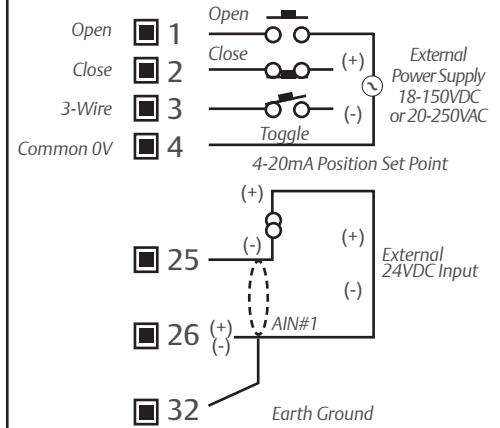 Open 1 Open
Close 2 Close (+)
3-Wire 3 (-)
Common 0V 4 Toggle
External
Power Supply
18-150VDC
or 20-250VAC
4-20mA Position Set Point
(+)
(-)
25
(+)
(-)
External
24VDC Input
26 (+)
(-)
AIN#1
32 Earth Ground